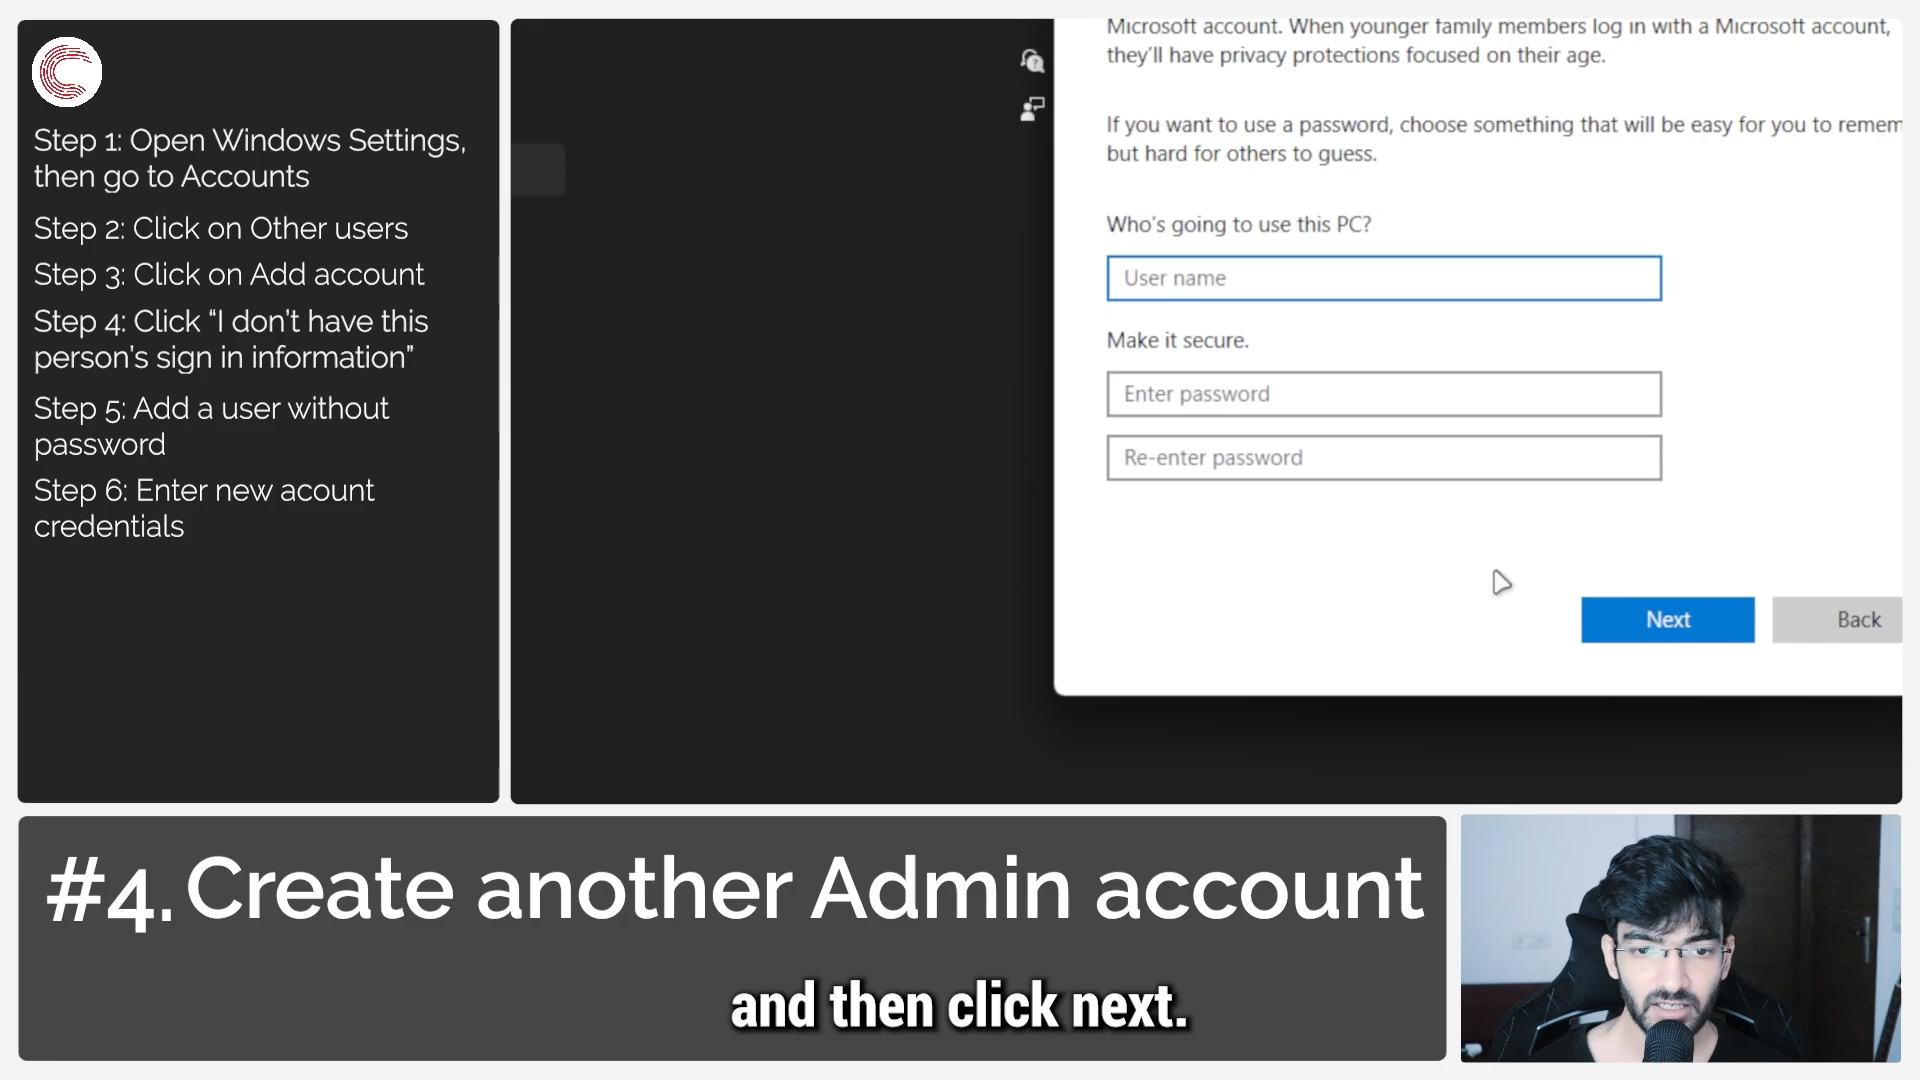 Step 1: Open Windows Settings,
then go to Accounts
Step 2: Click on Other users
Step 3: Click on Add account
Step 4: Click “I don’t have this
person’s sign in information”
Step 5: Add a user without
password
Step 6: Enter new acount
credentials
Microsoft account. When younger family members log in with a Microsoft account,
they’ll have privacy protections focused on their age.
If you want to use a password, choose something that will be easy for you to remem
but hard for others to guess.
Who’s going to use this PC?
User name
Make it secure.
Enter password
Re-enter password
Next
Back
#4. Create another Admin account
and then click next.